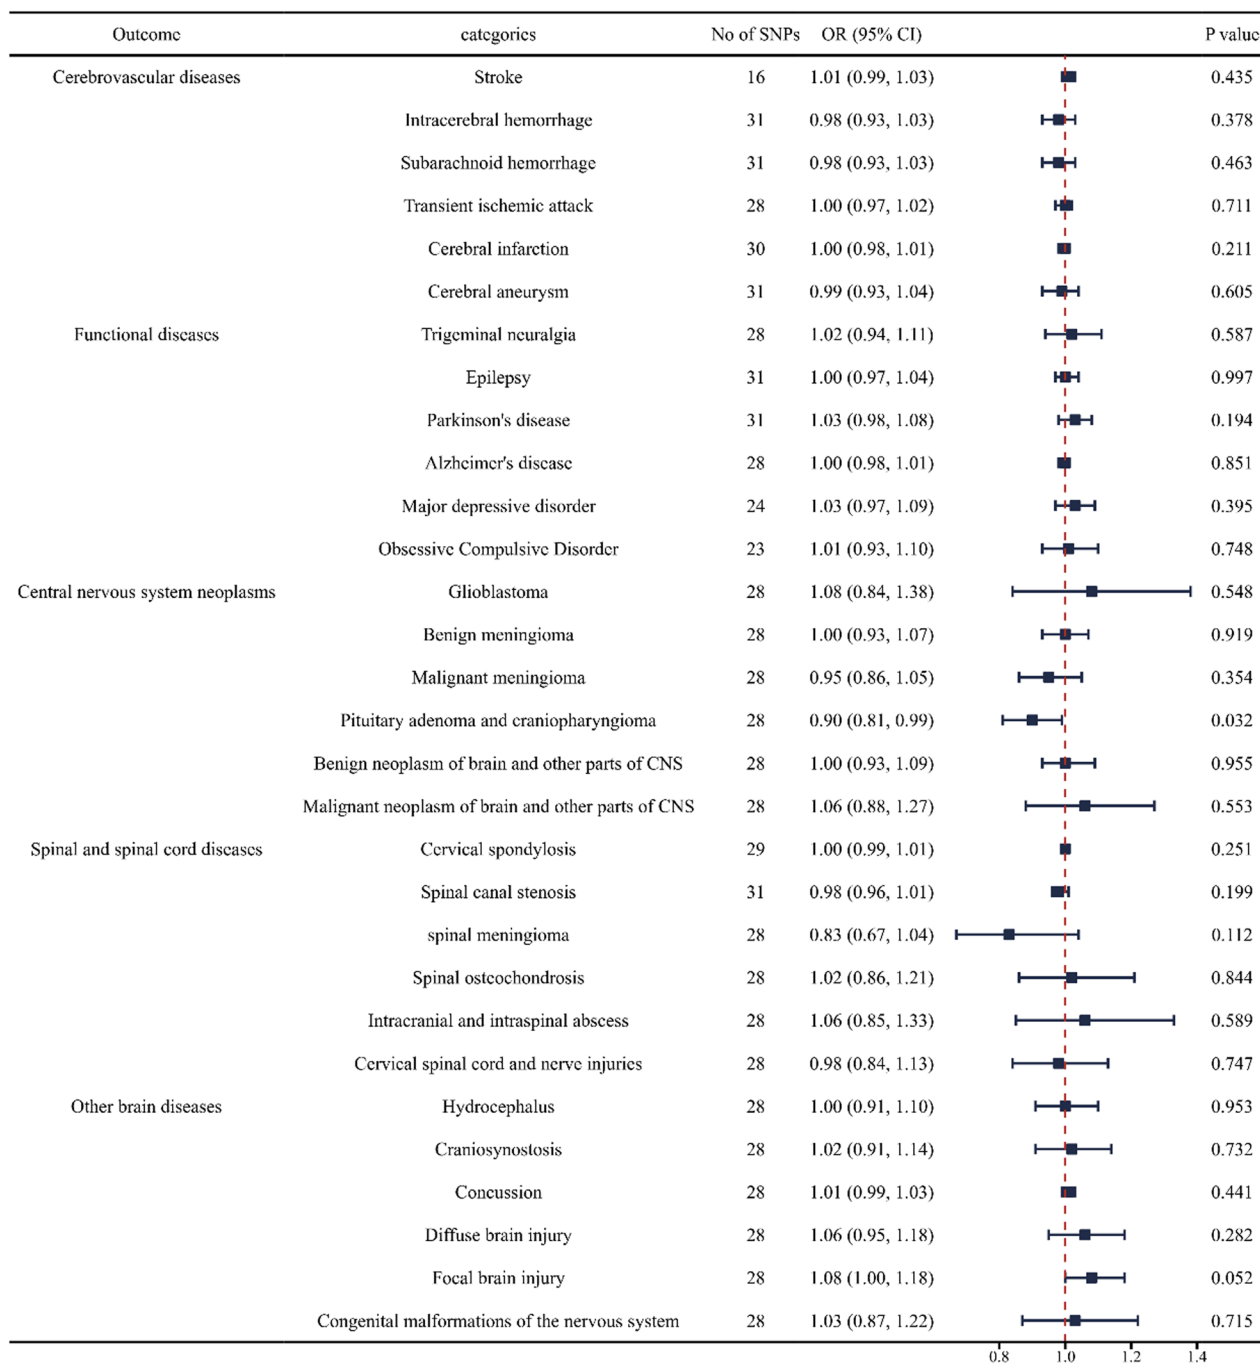 Outcome categories No of SNPs OR (95% CI) P value
Cerebrovascular diseases Stroke 16 1.01 (0.99, 1.03) 0.435
Intracerebral hemorrhage 31 0.98 (0.93, 1.03) 0.378
Subarachnoid hemorrhage 31 0.98 (0.93, 1.03) 0.463
Transient ischemic attack 28 1.00 (0.97, 1.02) 0.711
Cerebral infarction 30 1.00 (0.98, 1.01) 0.211
Cerebral aneurysm 31 0.99 (0.93, 1.04) 0.605
Functional diseases Trigeminal neuralgia 28 1.02 (0.94, 1.11) 0.587
Epilepsy 31 1.00 (0.97, 1.04) 0.997
Parkinson's disease 31 1.03 (0.98, 1.08) 0.194
Alzheimer's disease 28 1.00 (0.98, 1.01) 0.851
Major depressive disorder 24 1.03 (0.97, 1.09) 0.395
Obsessive Compulsive Disorder 23 1.01 (0.93, 1.10) 0.748
Central nervous system neoplasms Glioblastoma 28 1.08 (0.84, 1.38) 0.548
Benign meningioma 28 1.00 (0.93, 1.07) 0.919
Malignant meningioma 28 0.95 (0.86, 1.05) 0.354
Pituitary adenoma and craniopharyngioma 28 0.90 (0.81, 0.99) 0.032
Benign neoplasm of brain and other parts of CNS 28 1.00 (0.93, 1.09) 0.955
Malignant neoplasm of brain and other parts of CNS 28 1.06 (0.88, 1.27) 0.553
Spinal and spinal cord diseases Cervical spondylosis 29 1.00 (0.99, 1.01) 0.251
Spinal canal stenosis 31 0.98 (0.96, 1.01) 0.199
spinal meningioma 28 0.83 (0.67, 1.04) 0.112
Spinal osteochondrosis 28 1.02 (0.86, 1.21) 0.844
Intracranial and intraspinal abscess 28 1.06 (0.85, 1.33) 0.589
Cervical spinal cord and nerve injuries 28 0.98 (0.84, 1.13) 0.747
Other brain diseases Hydrocephalus 28 1.00 (0.91, 1.10) 0.953
Craniosynostosis 28 1.02 (0.91, 1.14) 0.732
Concussion 28 1.01 (0.99, 1.03) 0.441
Diffuse brain injury 28 1.06 (0.95, 1.18) 0.282
Focal brain injury 28 1.08 (1.00, 1.18) 0.052
Congenital malformations of the nervous system 28 1.03 (0.87, 1.22) 0.715
0.8 1.0 1.2 1.4